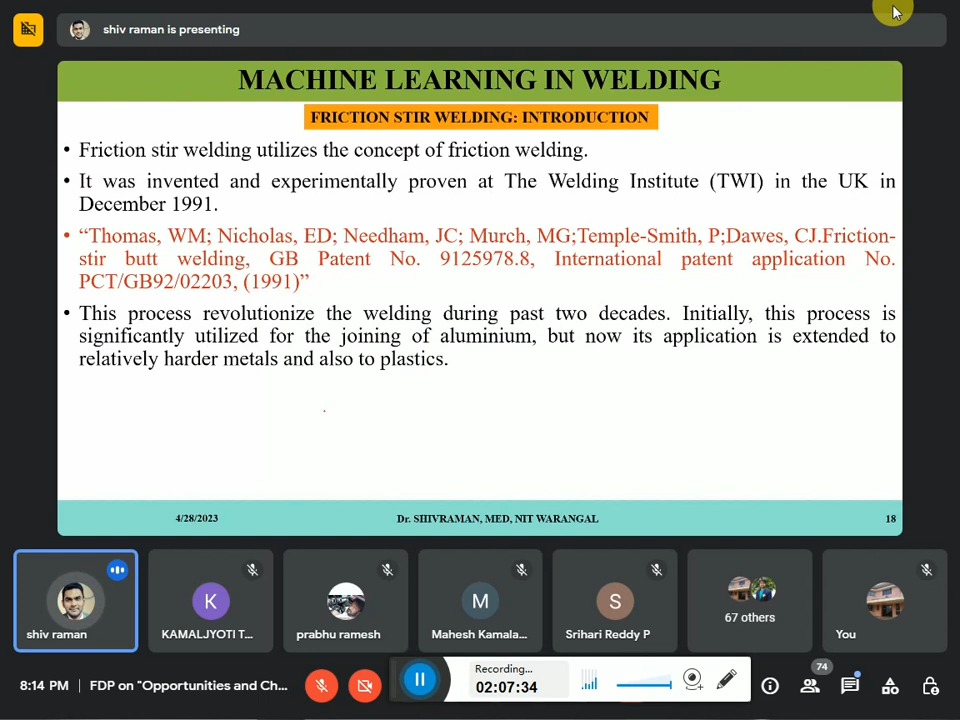 shiv raman is presenting
MACHINE LEARNING IN WELDING
FRICTION STIR WELDING: INTRODUCTION
• Friction stir welding utilizes the concept of friction welding.
• It was invented and experimentally proven at The Welding Institute (TWI) in the UK in
December 1991.
• “Thomas, WM; Nicholas, ED; Needham, JC; Murch, MG;Temple-Smith, P;Dawes, CJ.Friction-
stir butt welding, GB Patent No. 9125978.8, International patent application No.
PCT/GB92/02203, (1991)”
• This process revolutionize the welding during past two decades. Initially, this process is
significantly utilized for the joining of aluminium, but now its application is extended to
relatively harder metals and also to plastics.
4/28/2023 Dr. SHIVRAMAN, MED, NIT WARANGAL 18
K M S 67 others
shiv raman KAMALJYOTI T... prabhu ramesh Mahesh Kamala... Srihari Reddy P You
8:14 PM | FDP on "Opportunities and Ch...
Recording...
02:07:34
74